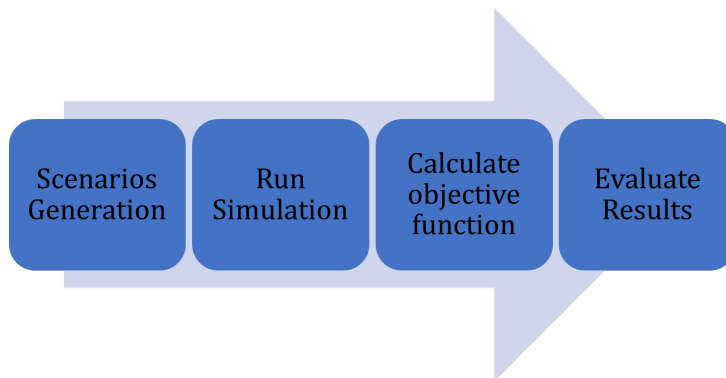 Scenarios
Generation
Run
Simulation
Calculate
objective
function
Evaluate
Results